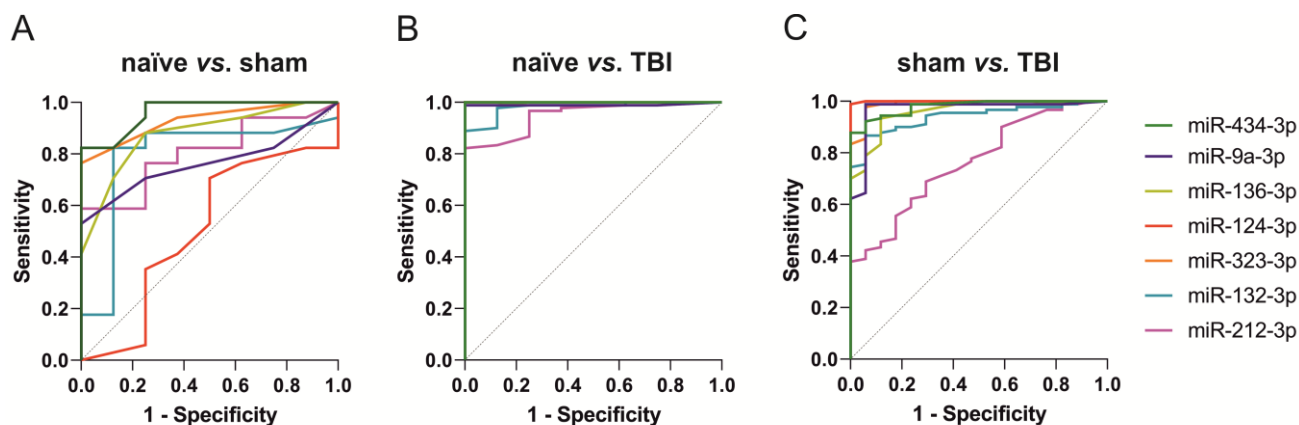 A
naïve vs. sham
Sensitivity
1.0
0.8
0.6
0.4
0.2
0.0
0.0 0.2 0.4 0.6 0.8 1.0
1 - Specificity
B
naïve vs. TBI
Sensitivity
1.0
0.8
0.6
0.4
0.2
0.0
0.0 0.2 0.4 0.6 0.8 1.0
1 - Specificity
C
sham vs. TBI
Sensitivity
1.0
0.8
0.6
0.4
0.2
0.0
0.0 0.2 0.4 0.6 0.8 1.0
1 - Specificity
miR-434-3p
miR-9a-3p
miR-136-3p
miR-124-3p
miR-323-3p
miR-132-3p
miR-212-3p